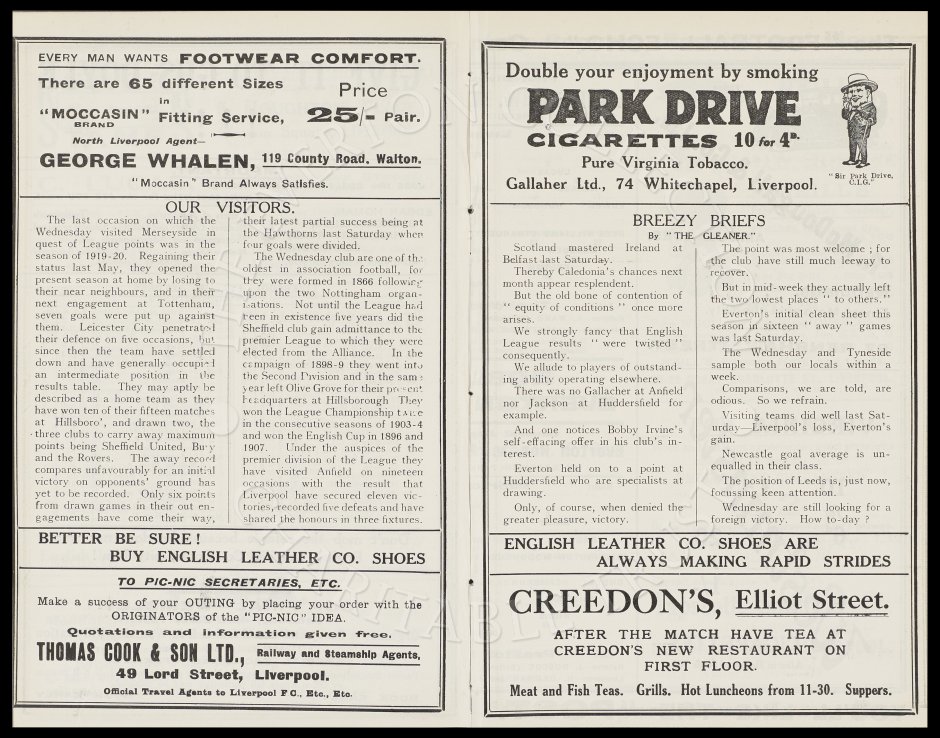 EVERY MAN WANTS FOOTWEAR COMFORT.
There are 65 different Sizes
in
"MOCCASIN" Fitting Service,
BRAND
Price
25/- Pair.
North Liverpool Agent—
GEORGE WHALEN, 119 County Road, Walton.
"Moccasin" Brand Always Satisfies.
OUR VISITORS.
The last occasion on which the
Wednesday visited Merseyside in
quest of League points was in the
season of 1919-20. Regaining their
status last May, they opened the
present season at home by losing to
their near neighbours, and in their
next engagement at Tottenham,
seven goals were put up against
them. Leicester City penetrated
their defence on five occasions, but
since then the team have settled
down and have generally occupied
an intermediate position in the
results table. They may aptly be
described as a home team as they
have won ten of their fifteen matches
at Hillsboro', and drawn two, the
three clubs to carry away maximum
points being Sheffield United, Bury
and the Rovers. The away record
compares unfavourably for an initial
victory on opponents' ground has
yet to be recorded. Only six points
from drawn games in their out en-
gagements have come their way,
their latest partial success being at
the Hawthorns last Saturday when
four goals were divided.
The Wednesday club are one of the
oldest in association football, for
they were formed in 1866 following
upon the two Nottingham organ-
isations. Not until the League had
been in existence five years did the
Sheffield club gain admittance to the
premier League to which they were
elected from the Alliance. In the
campaign of 1898-9 they went into
the Second Division and in the same
year left Olive Grove for their present
headquarters at Hillsborough They
won the League Championship twice
in the consecutive seasons of 1903-4
and won the English Cup in 1896 and
1907. Under the auspices of the
premier division of the League they
have visited Anfield on nineteen
occasions with the result that
Liverpool have secured eleven vic-
tories, recorded five defeats and have
shared the honours in three fixtures.
BETTER BE SURE!
BUY ENGLISH LEATHER CO. SHOES
TO PIC-NIC SECRETARIES, ETC.
Make a success of your OUTING by placing your order with the
ORIGINATORS of the "PIC-NIC" IDEA.
Quotations and information given free.
THOMAS COOK & SON LTD., Railway and Steamship Agents,
49 Lord Street, Liverpool.
Official Travel Agents to Liverpool F C., Etc., Etc.
Double your enjoyment by smoking
PARK DRIVE
CIGARETTES 10 for 4D.
Pure Virginia Tobacco.
Gallaher Ltd., 74 Whitechapel, Liverpool.
"Sir Park Drive,
C.I.G."
BREEZY BRIEFS
By "THE GLEANER."
Scotland mastered Ireland at
Belfast last Saturday.
Thereby Caledonia's chances next
month appear resplendent.
But the old bone of contention of
" equity of conditions " once more
arises.
We strongly fancy that English
League results " were twisted "
consequently.
We allude to players of outstand-
ing ability operating elsewhere.
There was no Gallacher at Anfield
nor Jackson at Huddersfield for
example.
And one notices Bobby Irvine's
self-effacing offer in his club's in-
terest.
Everton held on to a point at
Huddersfield who are specialists at
drawing.
Only, of course, when denied the
greater pleasure, victory.
The point was most welcome ; for
the club have still much leeway to
recover.
But in mid-week they actually left
the two lowest places " to others."
Everton's initial clean sheet this
season in sixteen " away " games
was last Saturday.
The Wednesday and Tyneside
sample both our locals within a
week.
Comparisons, we are told, are
odious. So we refrain.
Visiting teams did well last Sat-
urday—Liverpool's loss, Everton's
gain.
Newcastle goal average is un-
equalled in their class.
The position of Leeds is, just now,
focussing keen attention.
Wednesday are still looking for a
foreign victory. How to-day ?
ENGLISH LEATHER CO. SHOES ARE
ALWAYS MAKING RAPID STRIDES
CREEDON'S, Elliot Street.
AFTER THE MATCH HAVE TEA AT
CREEDON'S NEW RESTAURANT ON
FIRST FLOOR.
Meat and Fish Teas. Grills. Hot Luncheons from 11-30. Suppers.